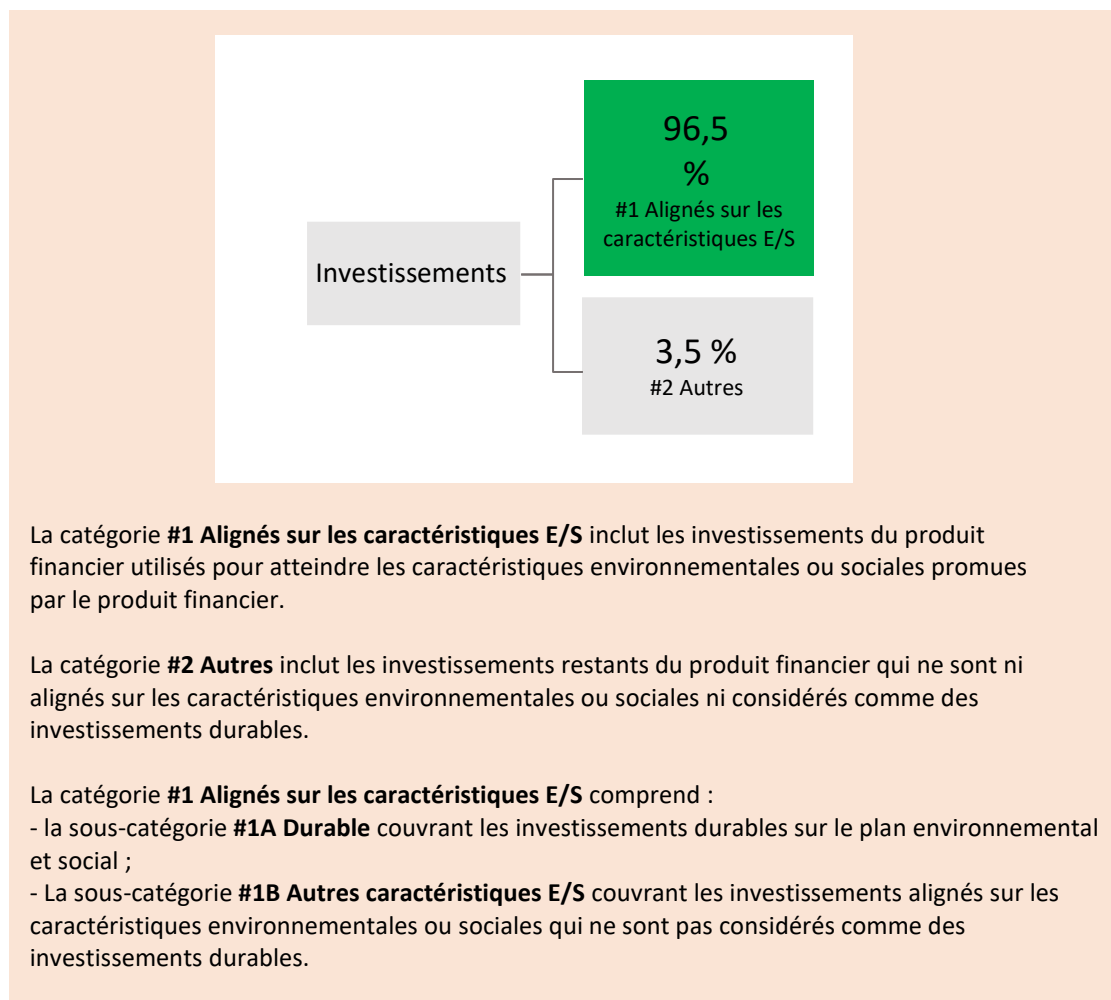 96,5
%
#1 Alignés sur les
caractéristiques E/S
Investissements
3,5 %
#2 Autres
La catégorie #1 Alignés sur les caractéristiques E/S inclut les investissements du produit
financier utilisés pour atteindre les caractéristiques environnementales ou sociales promues
par le produit financier.
La catégorie #2 Autres inclut les investissements restants du produit financier qui ne sont ni
alignés sur les caractéristiques environnementales ou sociales ni considérés comme des
investissements durables.
La catégorie #1 Alignés sur les caractéristiques E/S comprend :
- la sous-catégorie #1A Durable couvrant les investissements durables sur le plan environnemental
et social ;
- La sous-catégorie #1B Autres caractéristiques E/S couvrant les investissements alignés sur les
caractéristiques environnementales ou sociales qui ne sont pas considérés comme des
investissements durables.